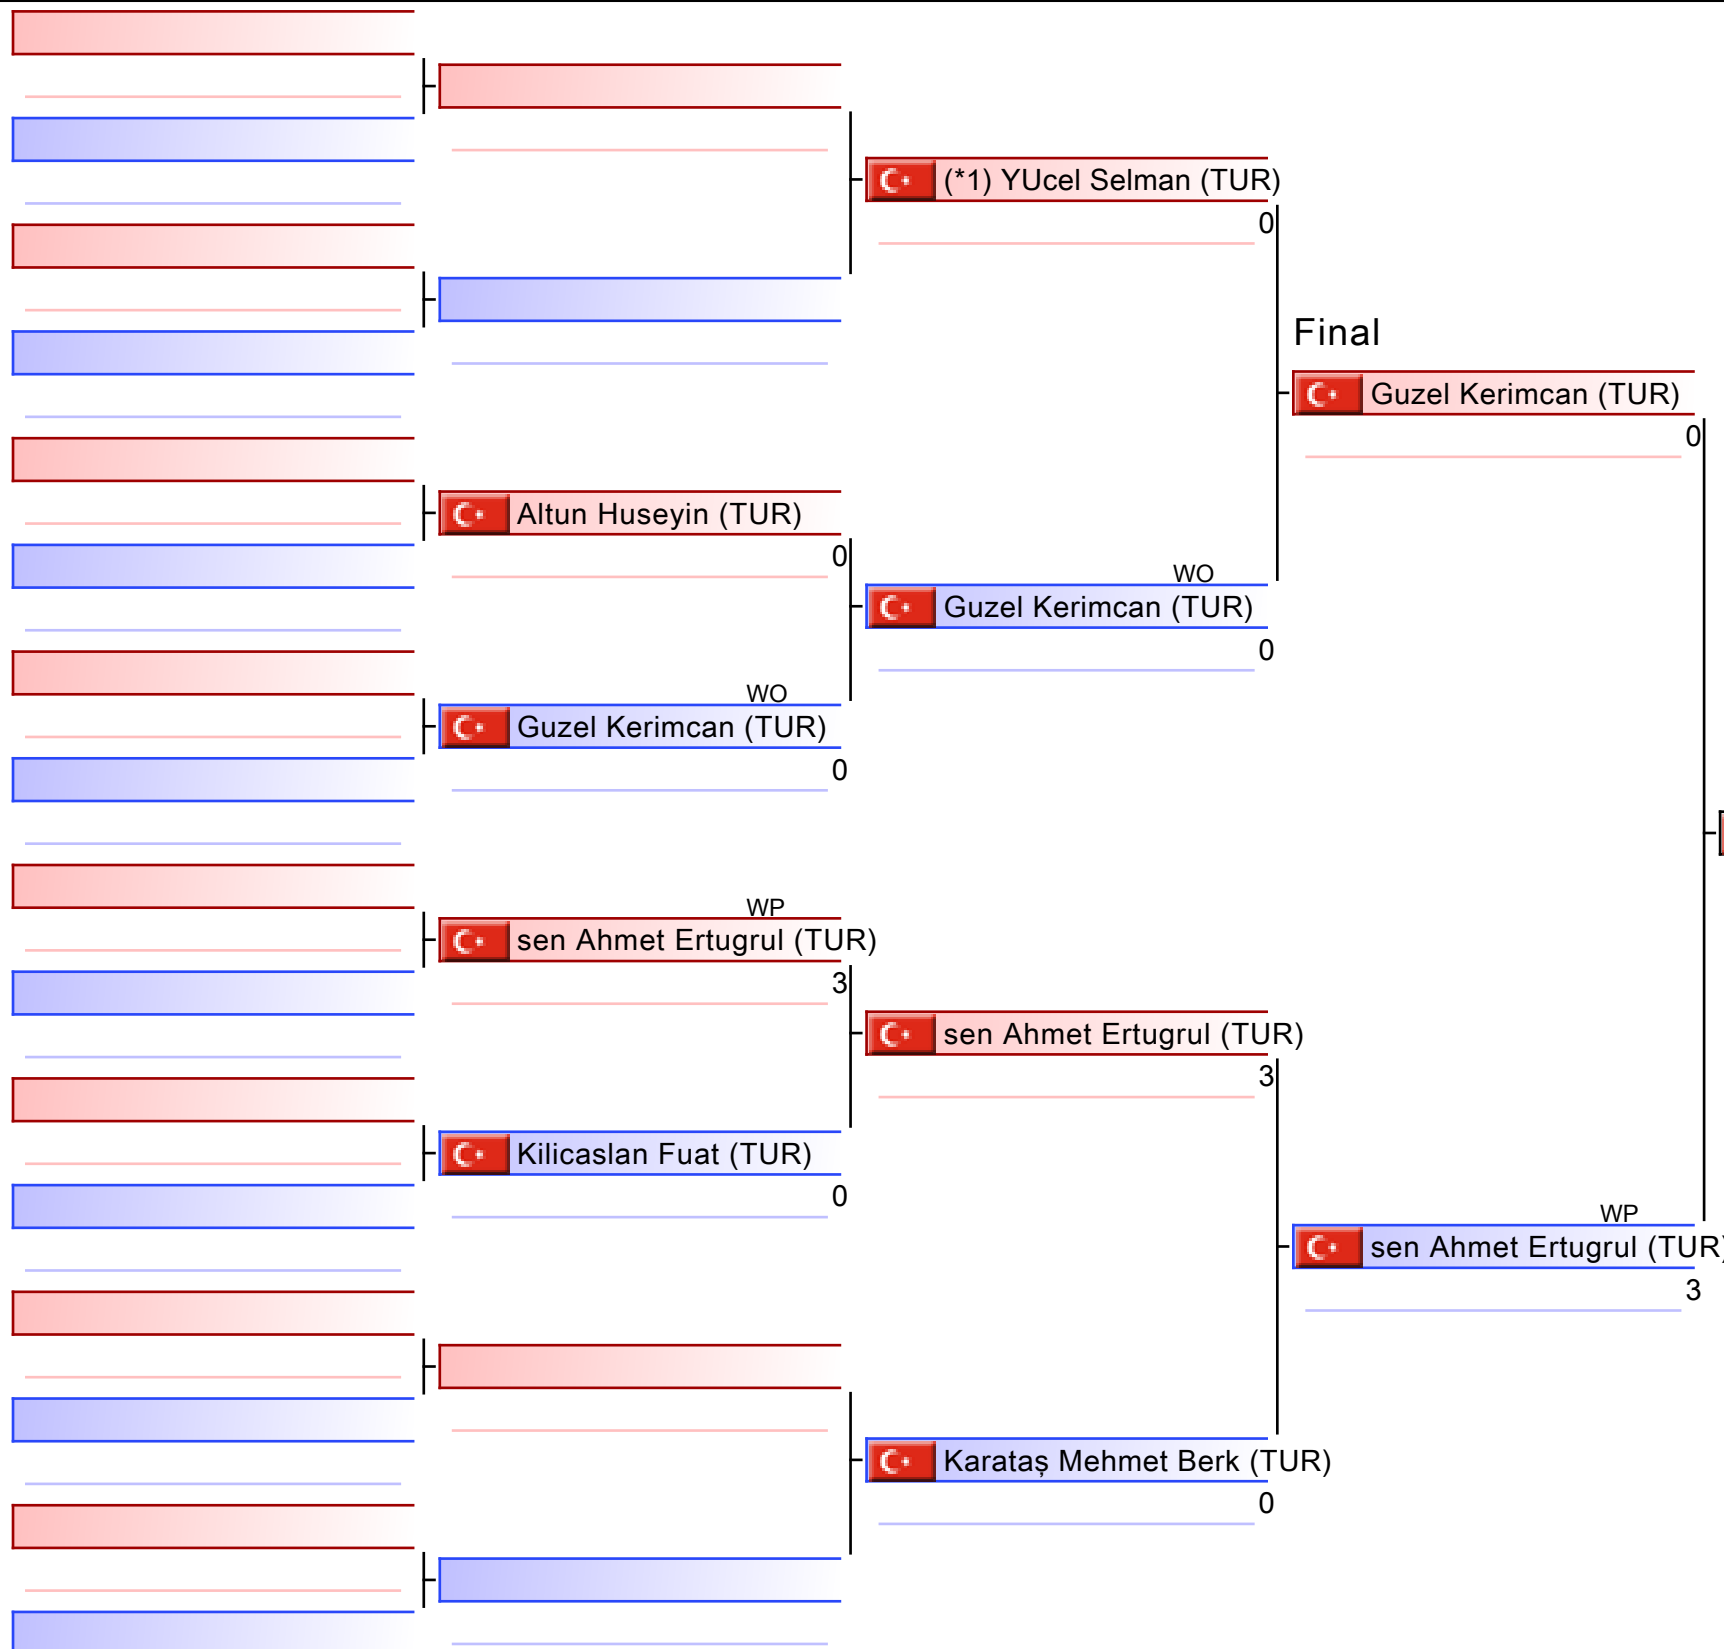 (*1) YUcel Selman (TUR)
0
Final
Guzel Kerimcan (TUR)
0
Altun Huseyin (TUR)
0
WO
Guzel Kerimcan (TUR)
0
WO
Guzel Kerimcan (TUR)
0
WP
sen Ahmet Ertugrul (TUR)
3
sen Ahmet Ertugrul (TUR)
3
Kilicaslan Fuat (TUR)
0
WP
sen Ahmet Ertugrul (TUR)
3
Karataş Mehmet Berk (TUR)
0